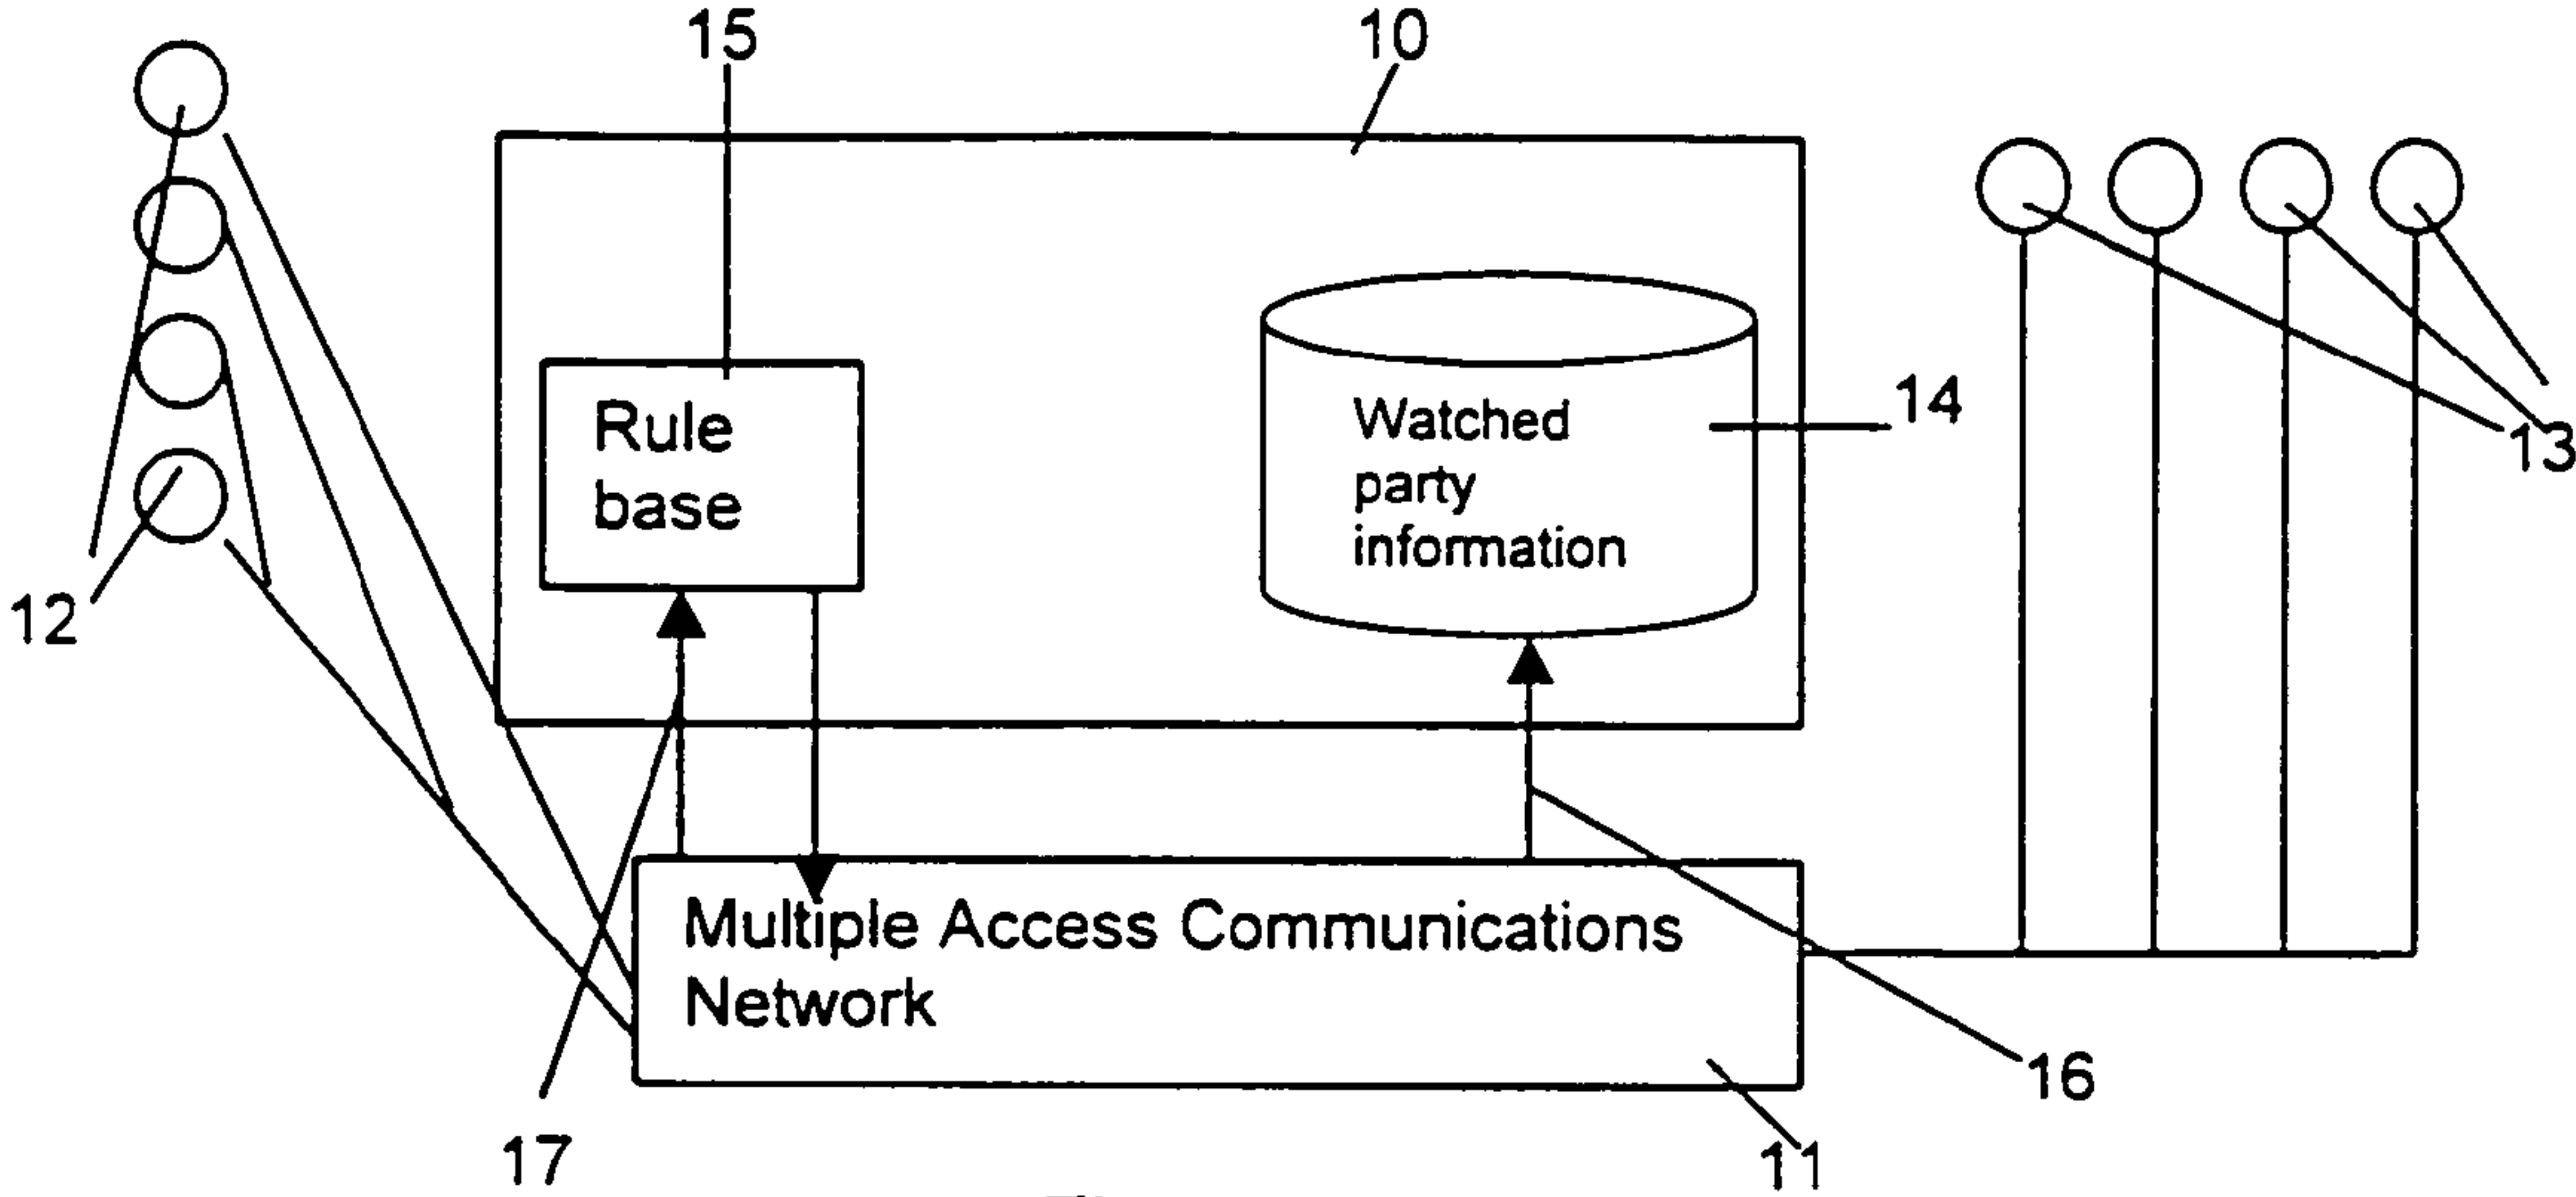 15
10
Rule
base
Watched
party
information
14
13
12
Multiple Access Communications
Network
16
17
11